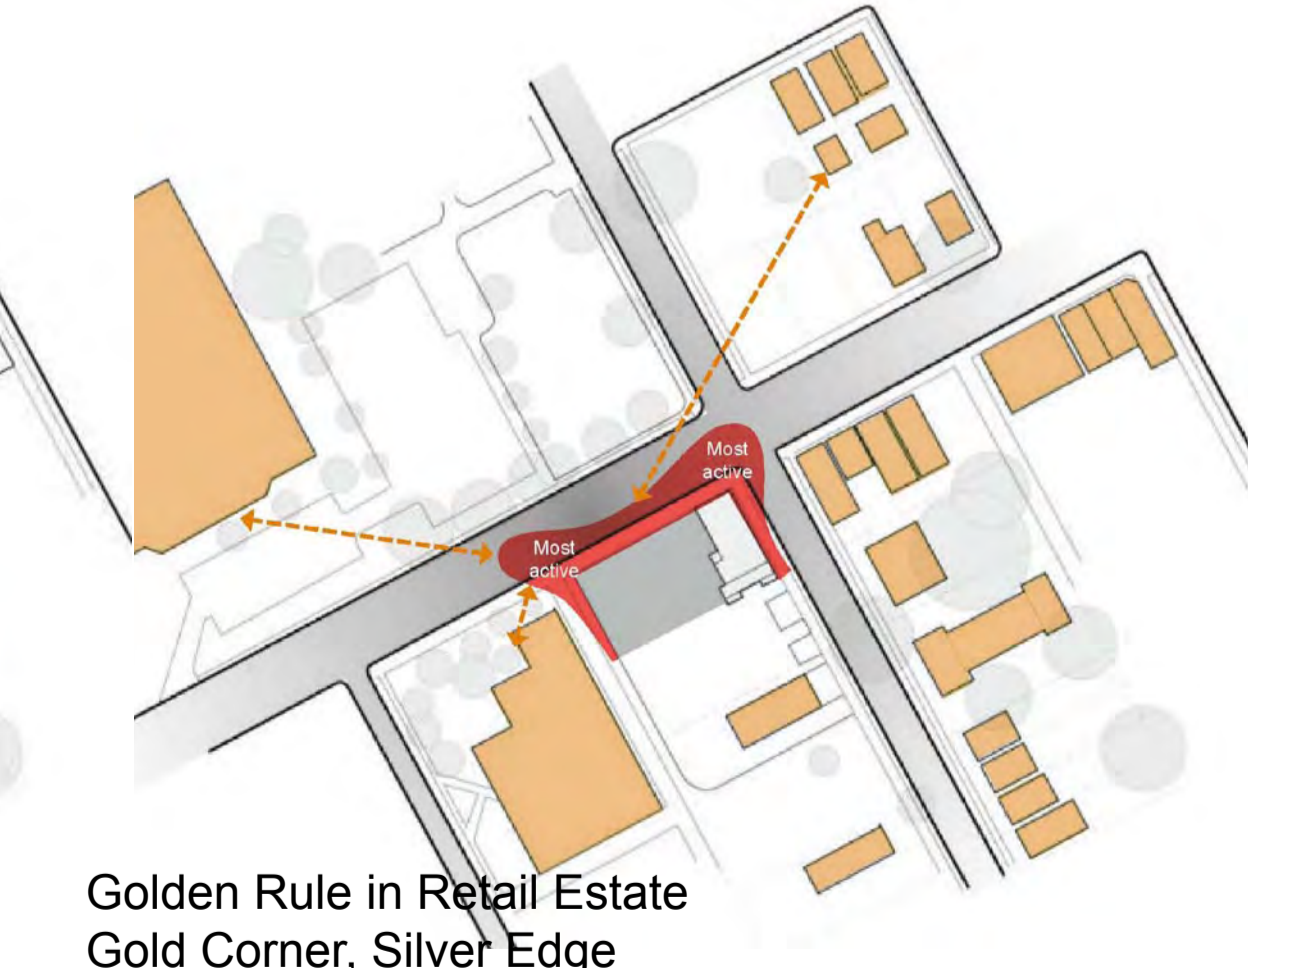 Most
active
Most
active
Golden Rule in Retail Estate
Gold Corner, Silver Edge